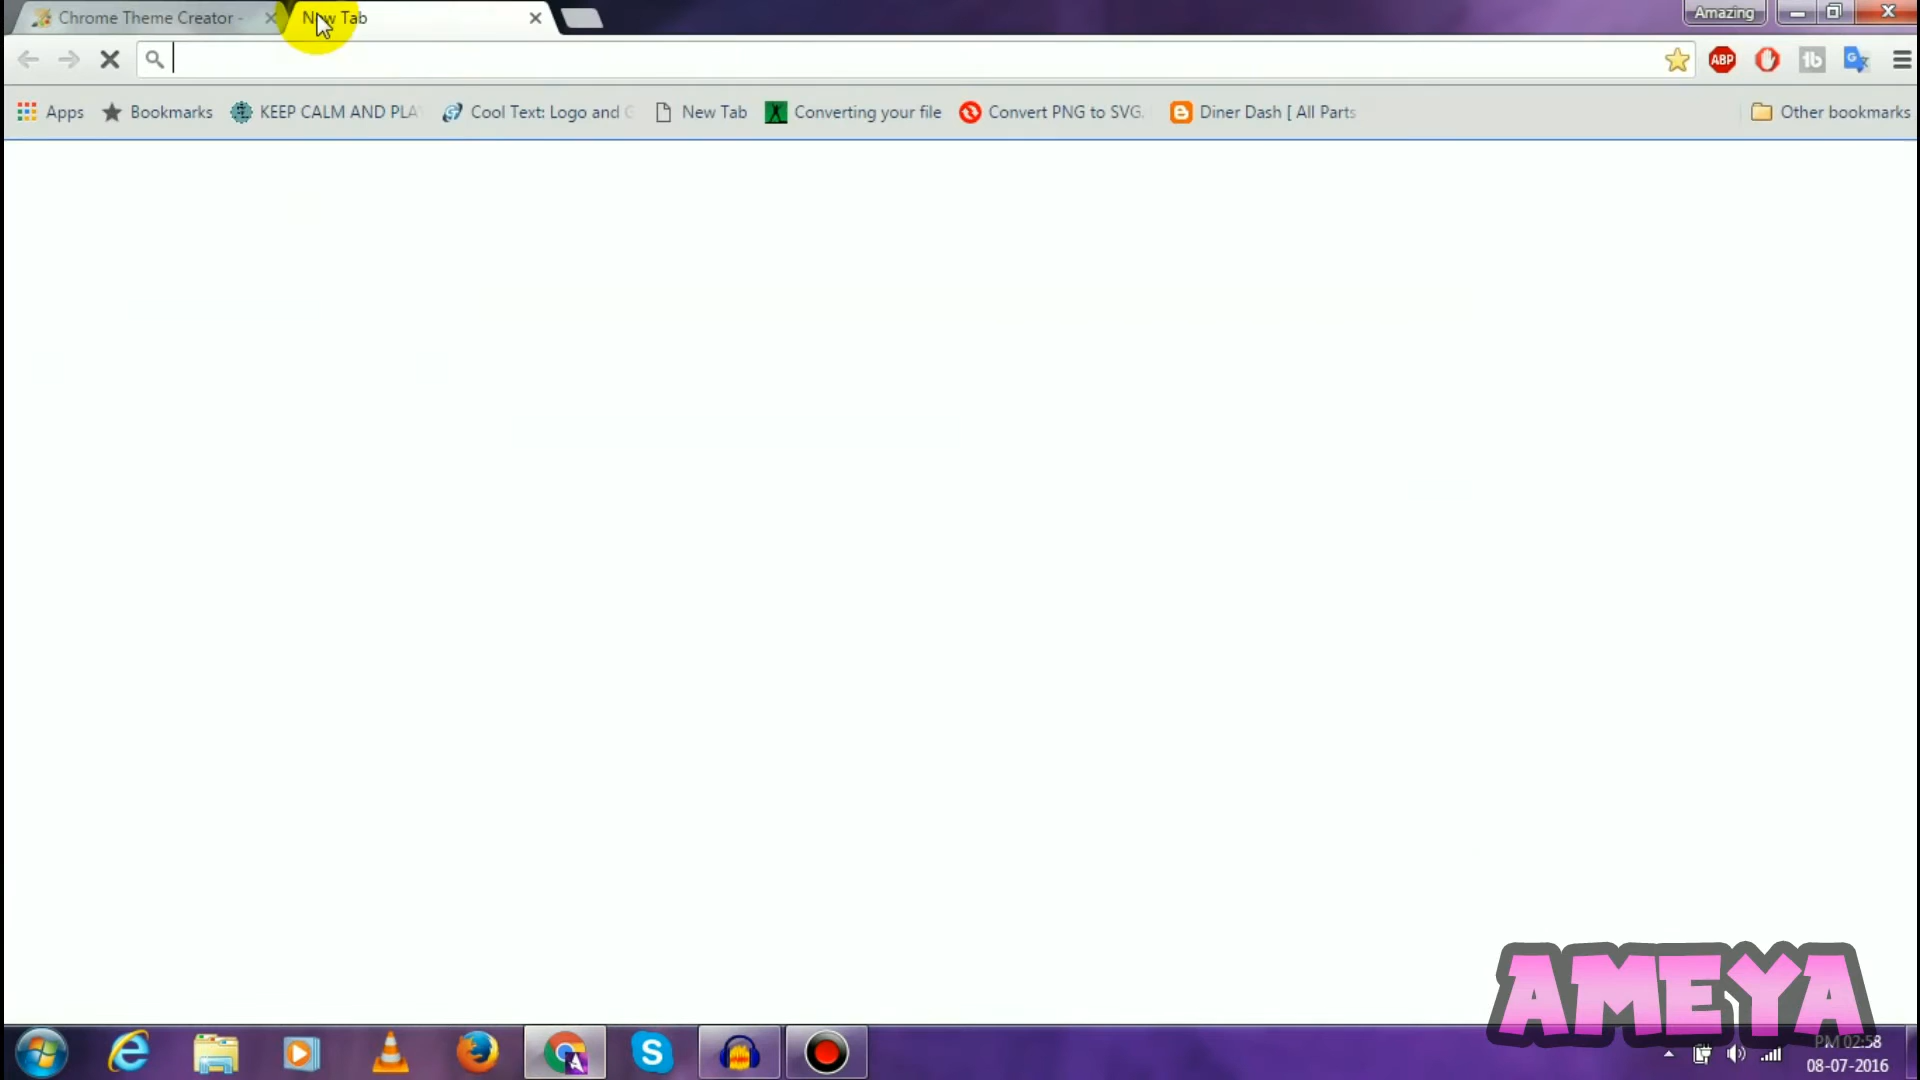 Chrome Theme Creator -
New Tab
Amazing
ABP
Apps
Bookmarks
KEEP CALM AND PLA
Cool Text: Logo and G
New Tab
Converting your file
Convert PNG to SVG.
Diner Dash [ All Parts
Other bookmarks
AMEYA
PM 02:58
08-07-2016